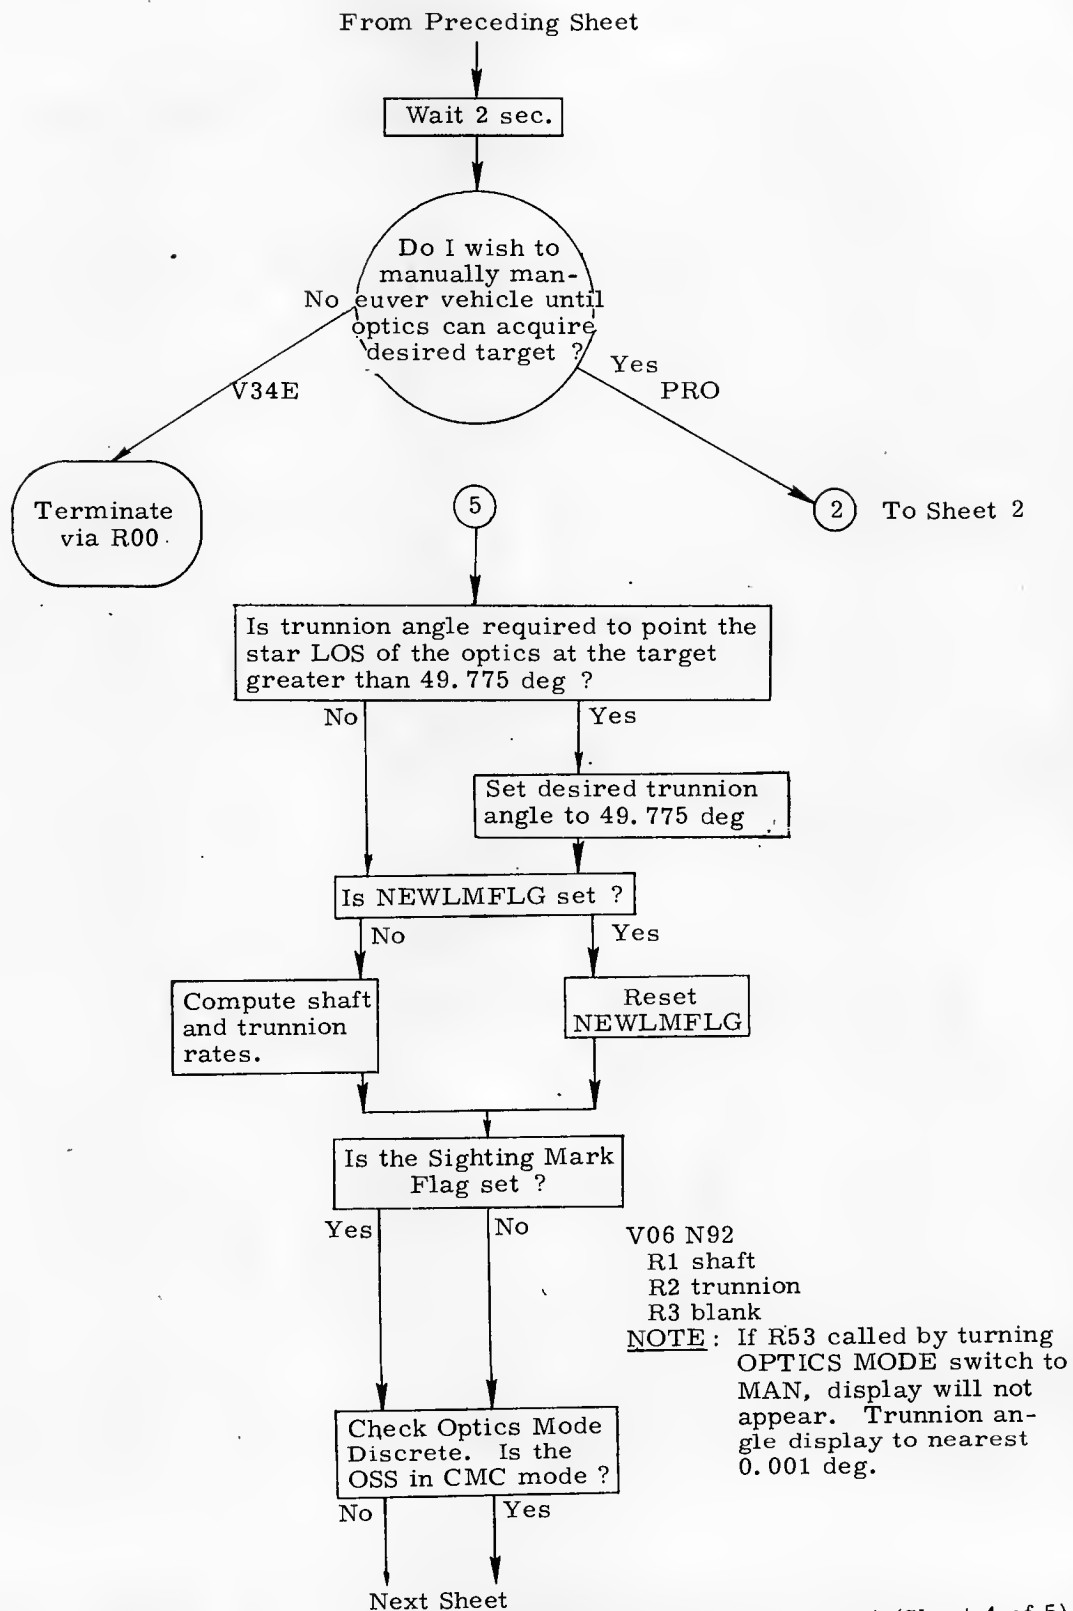 From Preceding Sheet
Wait 2 sec.
Do I wish to
manually man-
No euver vehicle until
optics can acquire
desired target ?
Yes
PRO
V34E
Terminate
via R00
5
2 To Sheet 2
Is trunnion angle required to point the
star LOS of the optics at the target
greater than 49.775 deg ?
No
Yes
Set desired trunnion
angle to 49.775 deg
Is NEWLMFLG set ?
No
Yes
Compute shaft
and trunnion
rates.
Reset
NEWLMFLG
Is the Sighting Mark
Flag set ?
Yes
No
V06 N92
R1 shaft
R2 trunnion
R3 blank
NOTE: If R53 called by turning
OPTICS MODE switch to
MAN, display will not
appear. Trunnion an-
gle display to nearest
0.001 deg.
Check Optics Mode
Discrete. Is the
OSS in CMC mode ?
No
Yes
Next Sheet
(Sheet 4 of 5)